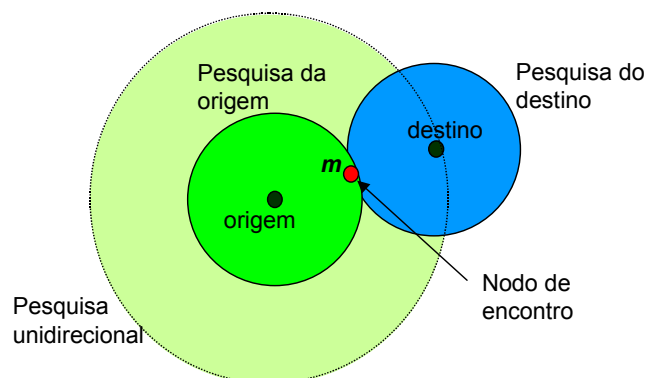 Pesquisa da
origem
Pesquisa do
destino
destino
m
origem
Nodo de
encontro
Pesquisa
unidirecional